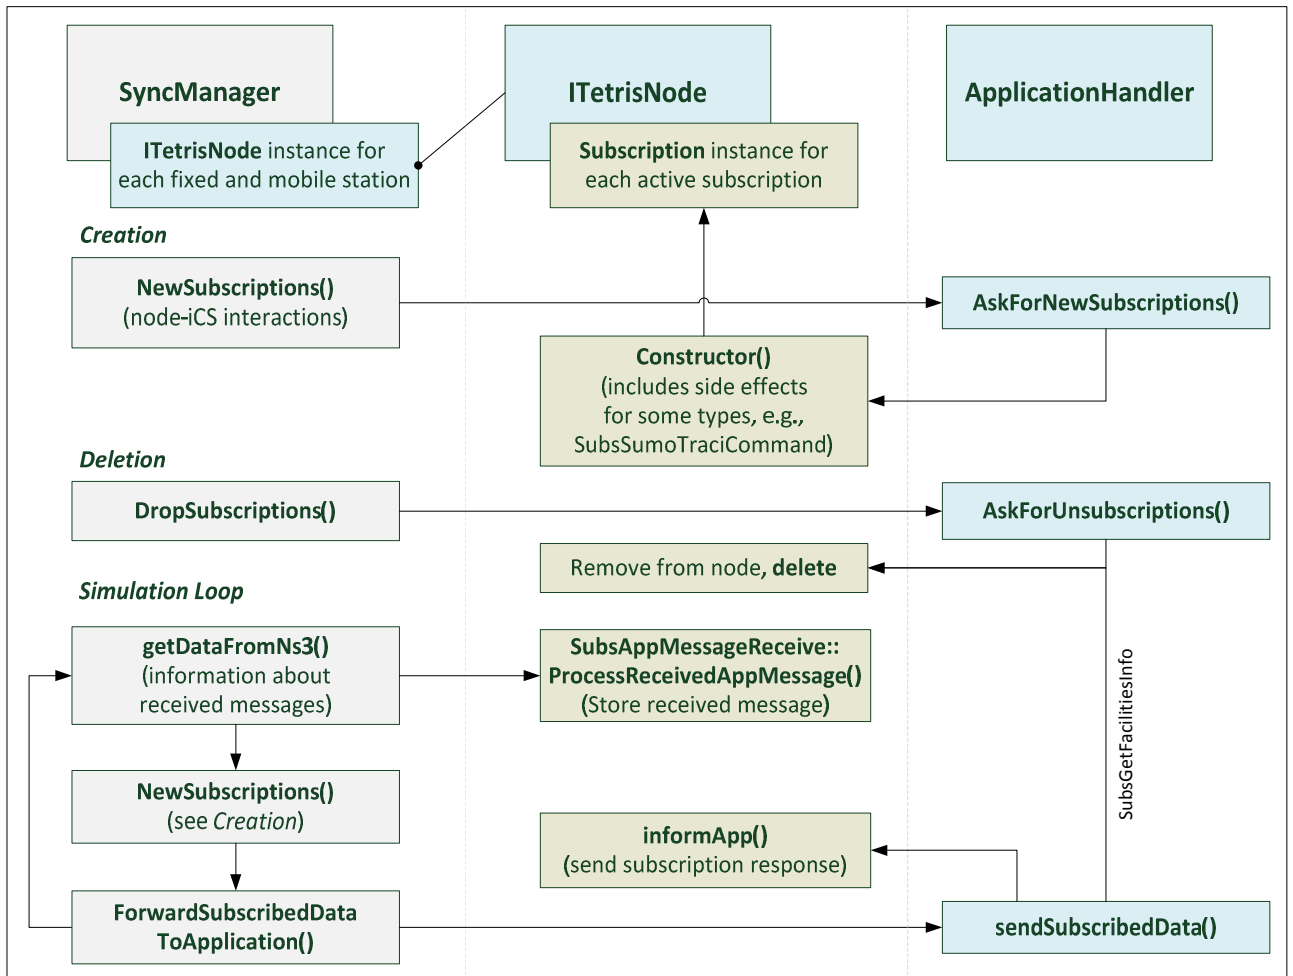 SyncManager
ITetrisNode
ApplicationHandler
ITetrisNode instance for
each fixed and mobile station
Subscription instance for
each active subscription
Creation
NewSubscriptions()
(node-iCS interactions)
AskForNewSubscriptions()
Constructor()
(includes side effects
for some types, e.g.,
SubsSumoTraciCommand)
Deletion
DropSubscriptions()
AskForUnsubscriptions()
Remove from node, delete
Simulation Loop
getDataFromNs3()
(information about
received messages)
SubsAppMessageReceive::
ProcessReceivedAppMessage()
(Store received message)
SubsGetFacilitiesInfo
NewSubscriptions()
(see Creation)
informApp()
(send subscription response)
ForwardSubscribedData
ToApplication()
sendSubscribedData()